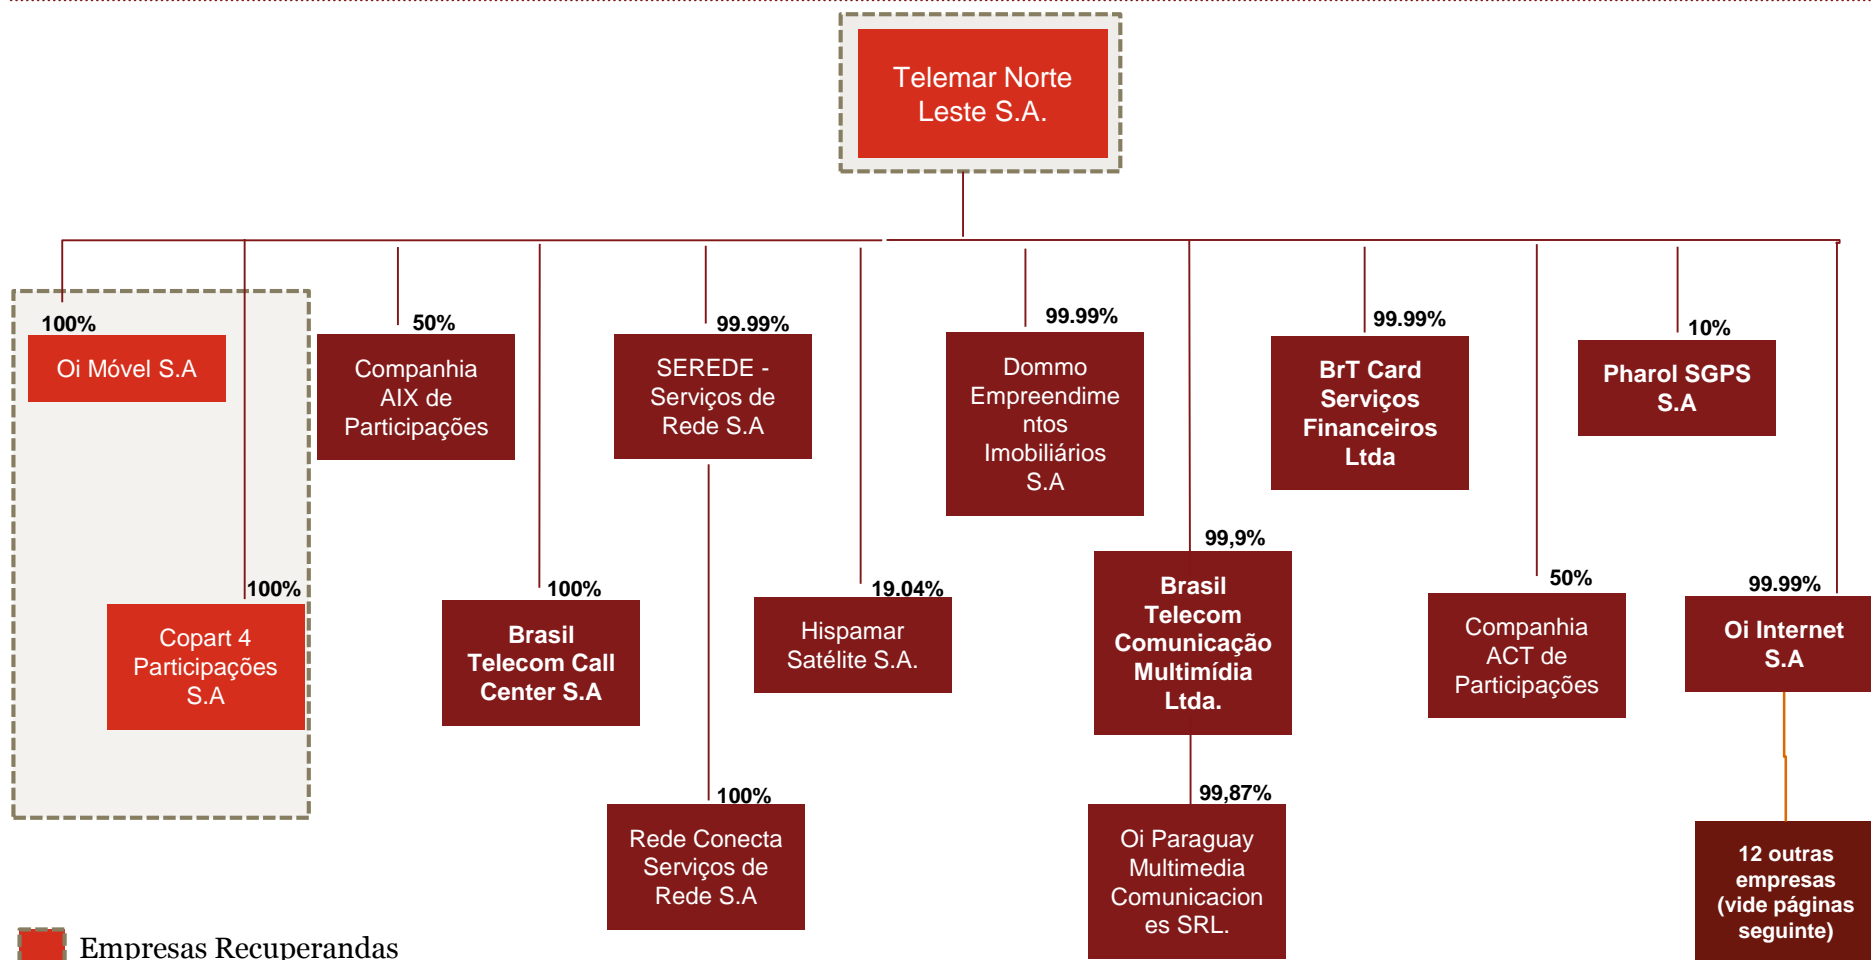 Telemar Norte
Leste S.A.
100%
Oi Móvel S.A
50%
Companhia
AIX de
Participações
99.99%
SEREDE -
Serviços de
Rede S.A
99.99%
Dommo
Empreendime
ntos
Imobiliários
S.A
99.99%
BrT Card
Serviços
Financeiros
Ltda
10%
Pharol SGPS
S.A
100%
Copart 4
Participações
S.A
100%
Brasil
Telecom Call
Center S.A
19.04%
Hispamar
Satélite S.A.
99,9%
Brasil
Telecom
Comunicação
Multimídia
Ltda.
50%
Companhia
ACT de
Participações
99.99%
Oi Internet
S.A
100%
Rede Conecta
Serviços de
Rede S.A
99,87%
Oi Paraguay
Multimedia
Comunicacion
es SRL.
12 outras
empresas
(vide páginas
seguinte)
Empresas Recuperandas